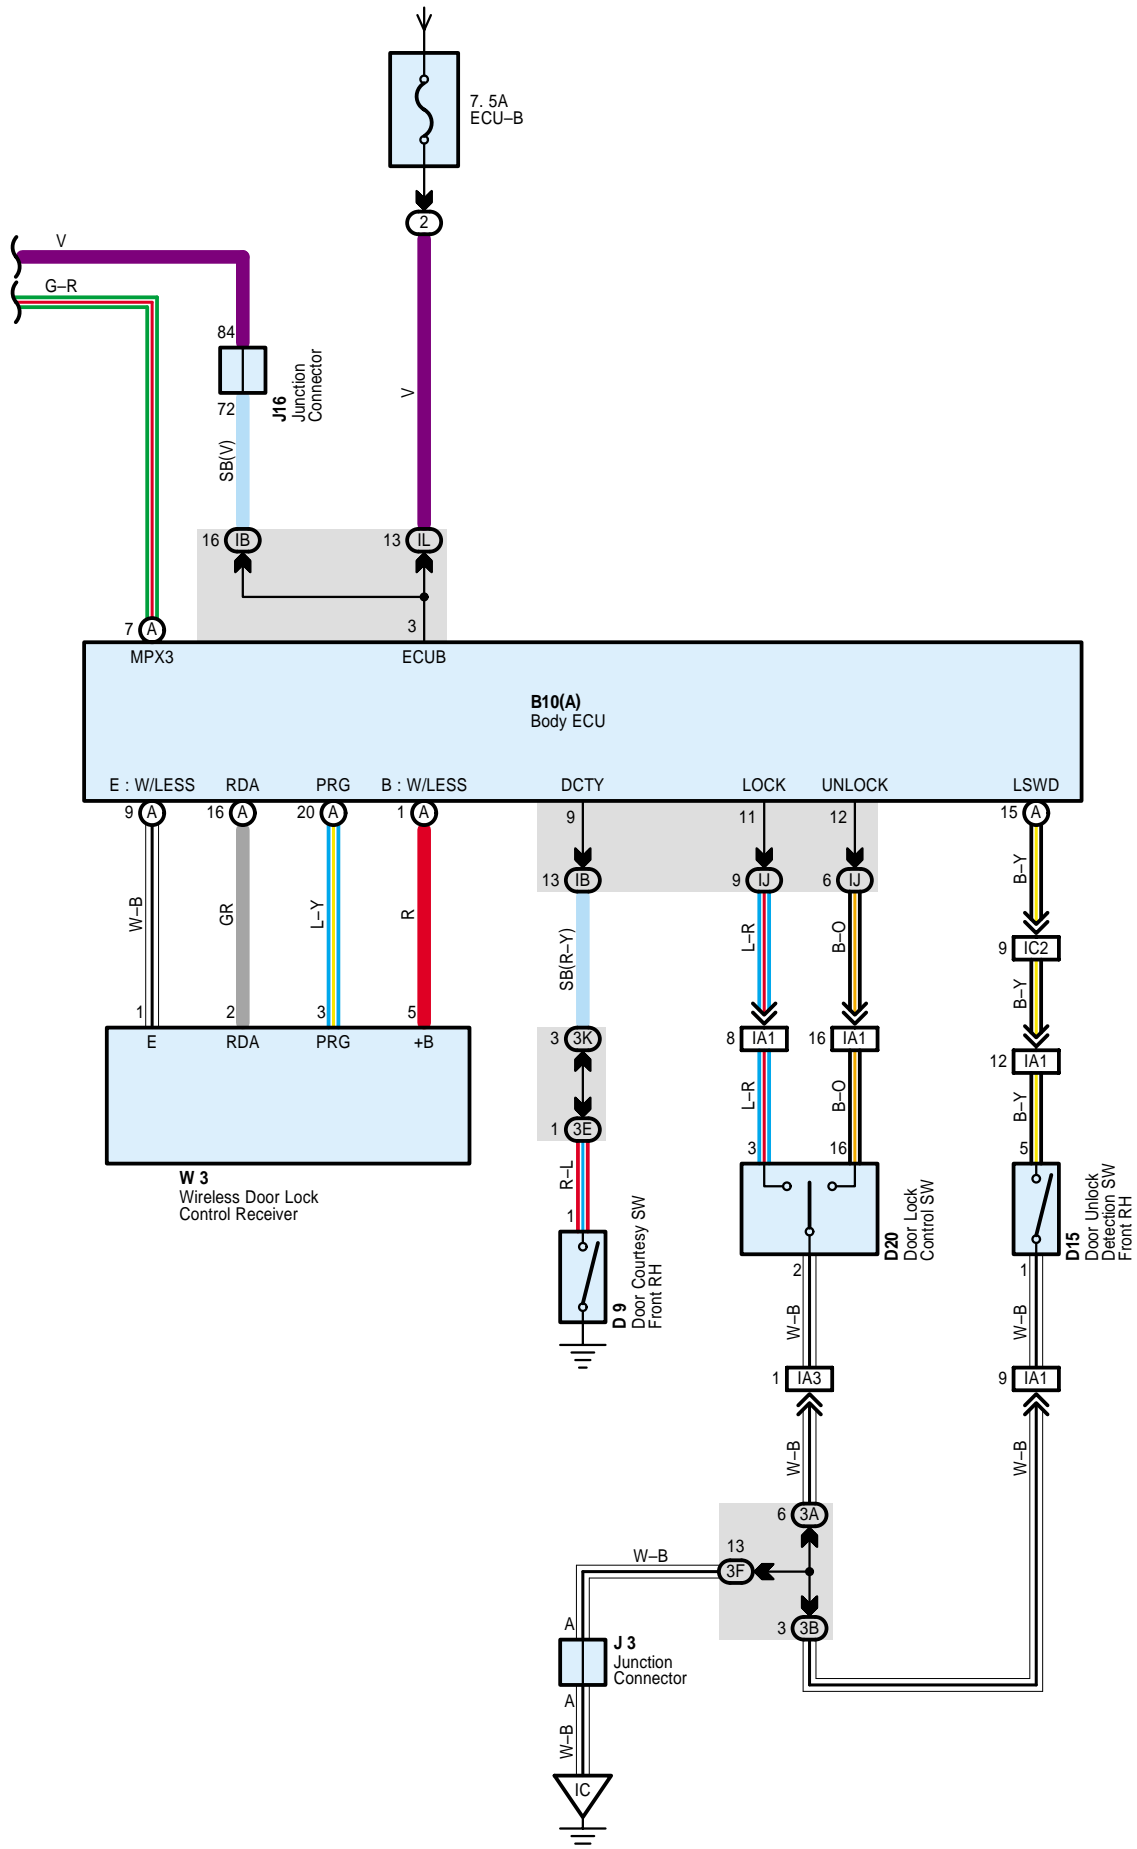 7. 5A
ECU–B
2
V
G–R
84
J16
Junction
Connector
72
V
SB(V)
16 IB
13 IL
7 A
3
MPX3
ECUB
B10(A)
Body ECU
E : W/LESS
RDA
PRG
B : W/LESS
DCTY
LOCK
UNLOCK
LSWD
9 A
16 A
20 A
1 A
9
11
12
15 A
13 IB
9 IJ
6 IJ
W–B
GR
L–Y
R
SB(R–Y)
L–R
B–O
B–Y
9 IC2
B–Y
1
2
3
5
E
RDA
PRG
+B
3 3K
8 IA1
16 IA1
12 IA1
L–R
B–O
B–Y
1 3E
3
16
5
R–L
W 3
Wireless Door Lock
Control Receiver
1
D 9
Door Courtesy SW
Front RH
D20
Door Lock
Control SW
D15
Door Unlock
Detection SW
Front RH
2
1
W–B
W–B
1 IA3
9 IA1
W–B
W–B
6 3A
13
3F
W–B
3 3B
A
J 3
Junction
Connector
A
W–B
IC